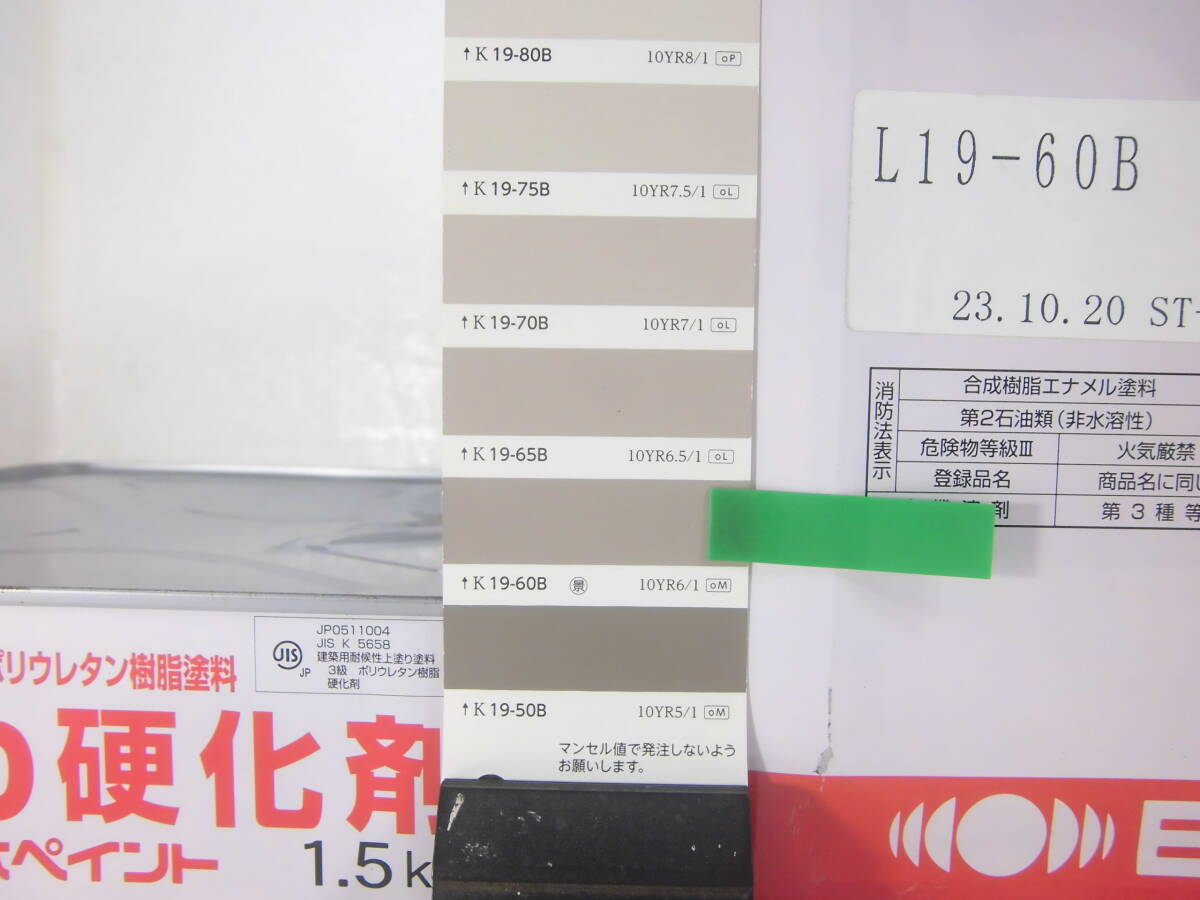 ↑K 19-80B 10YR8/1 oP
↑K 19-75B 10YR7.5/1 oL
↑K 19-70B 10YR7/1 oL
↑K 19-65B 10YR6.5/1 oL
↑K 19-60B 景 10YR6/1 oM
↑K 19-50B 10YR5/1 oM
マンセル値で発注しないよう
お願いします。
L19-60B
23.10.20 ST-
消防法表示
合成樹脂エナメル塗料
第2石油類(非水溶性)
危険物等級Ⅲ 火気厳禁
登録品名 商品名に同
剤 第3種等
JIS JP
JP0511004
JIS K 5658
建築用耐候性上塗り塗料
3級 ポリウレタン樹脂
硬化剤
ポリウレタン樹脂塗料
硬化剤
ペイント 1.5k